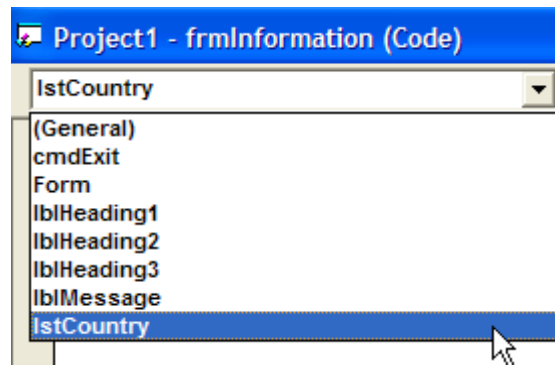 Project1 - frmInformation (Code)
lstCountry
(General)
cmdExit
Form
lblHeading1
lblHeading2
lblHeading3
lblMessage
lstCountry